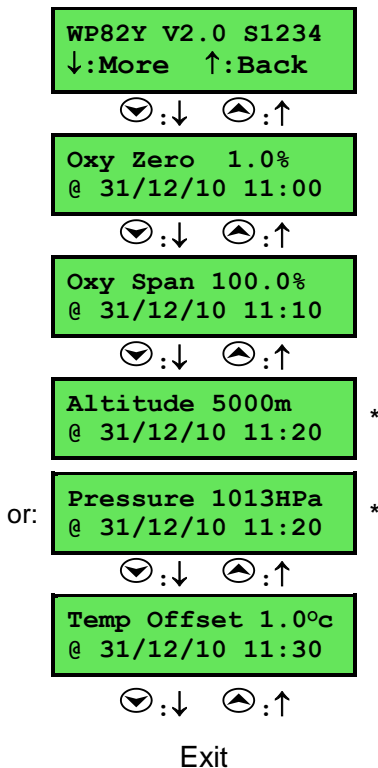 WP82Y V2.0 S1234
↓:More ↑:Back
:↓ :↑
Oxy Zero 1.0%
@ 31/12/10 11:00
:↓ :↑
Oxy Span 100.0%
@ 31/12/10 11:10
:↓ :↑
Altitude 5000m *
@ 31/12/10 11:20
or: Pressure 1013HPa *
@ 31/12/10 11:20
:↓ :↑
Temp Offset 1.0°c
@ 31/12/10 11:30
:↓ :↑
Exit